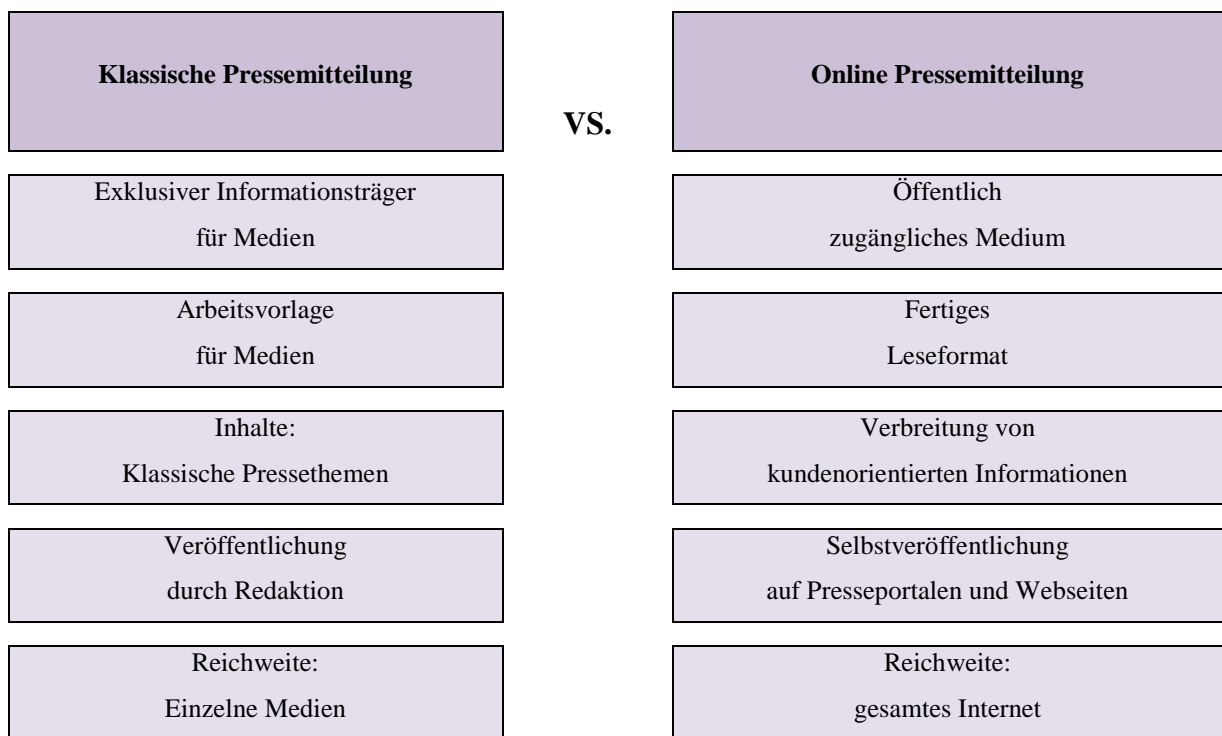 Klassische Pressemitteilung
VS.
Online Pressemitteilung
Exklusiver Informationsträger
für Medien
Öffentlich
zugängliches Medium
Arbeitsvorlage
für Medien
Fertiges
Leseformat
Inhalte:
Klassische Pressethemen
Verbreitung von
kundenorientierten Informationen
Veröffentlichung
durch Redaktion
Selbstveröffentlichung
auf Presseportalen und Webseiten
Reichweite:
Einzelne Medien
Reichweite:
gesamtes Internet